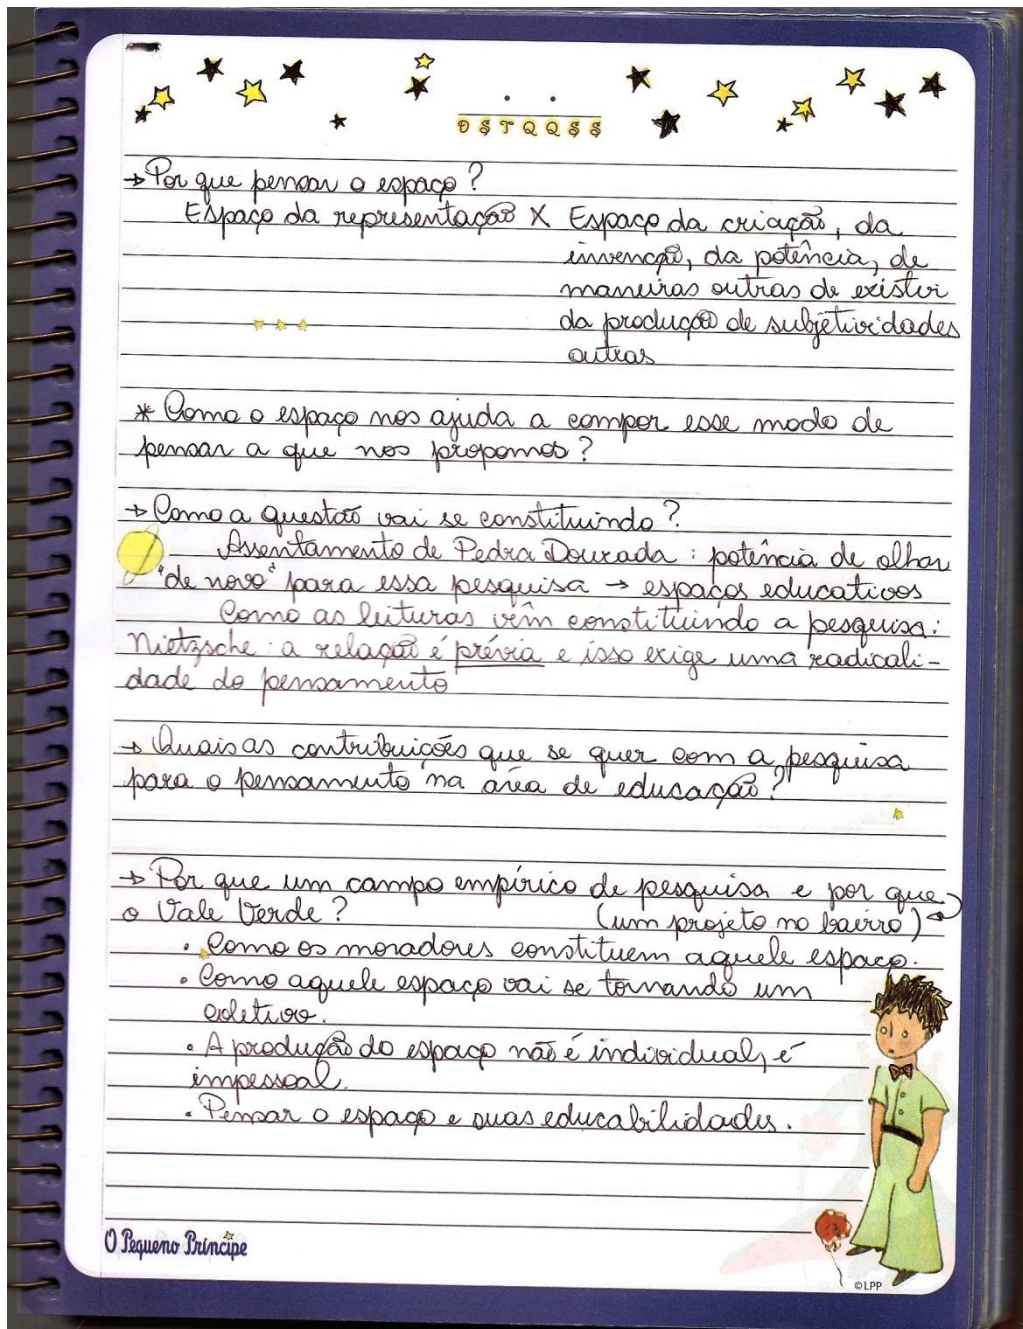 D S T Q Q S S
→ Por que pensar o espaço?
Espaço da representação X Espaço da criação, da
invenção, da potência, de
maneiras outras de existir
da produção de subjetividades
outras
* Como o espaço nos ajuda a compor esse modo de
pensar a que nos propomos?
→ Como a questão vai se constituindo?
Assentamento de Pedra Dourada: potência de olhar
"de novo" para essa pesquisa → espaços educativos
Como as leituras vêm constituindo a pesquisa:
Nietzsche: a relação é prévia e isso exige uma radicali-
dade do pensamento
→ Quais as contribuições que se quer com a pesquisa
para o pensamento na área de educação?
→ Por que um campo empírico de pesquisa e por que
o Vale Verde? (um projeto no bairro)
• Como os moradores constituem aquele espaço.
• Como aquele espaço vai se tornando um
coletivo.
• A produção do espaço não é individual, é
impessoal.
• Pensar o espaço e suas educabilidades.
O Pequeno Príncipe
©LPP